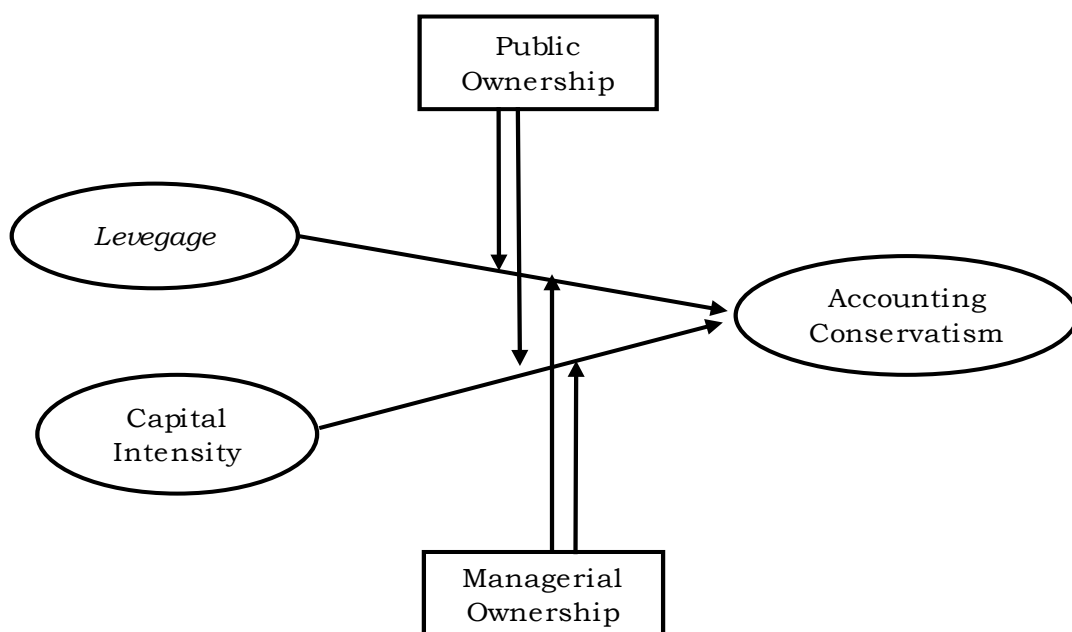 Public
Ownership
Levegage
Accounting
Conservatism
Capital
Intensity
Managerial
Ownership